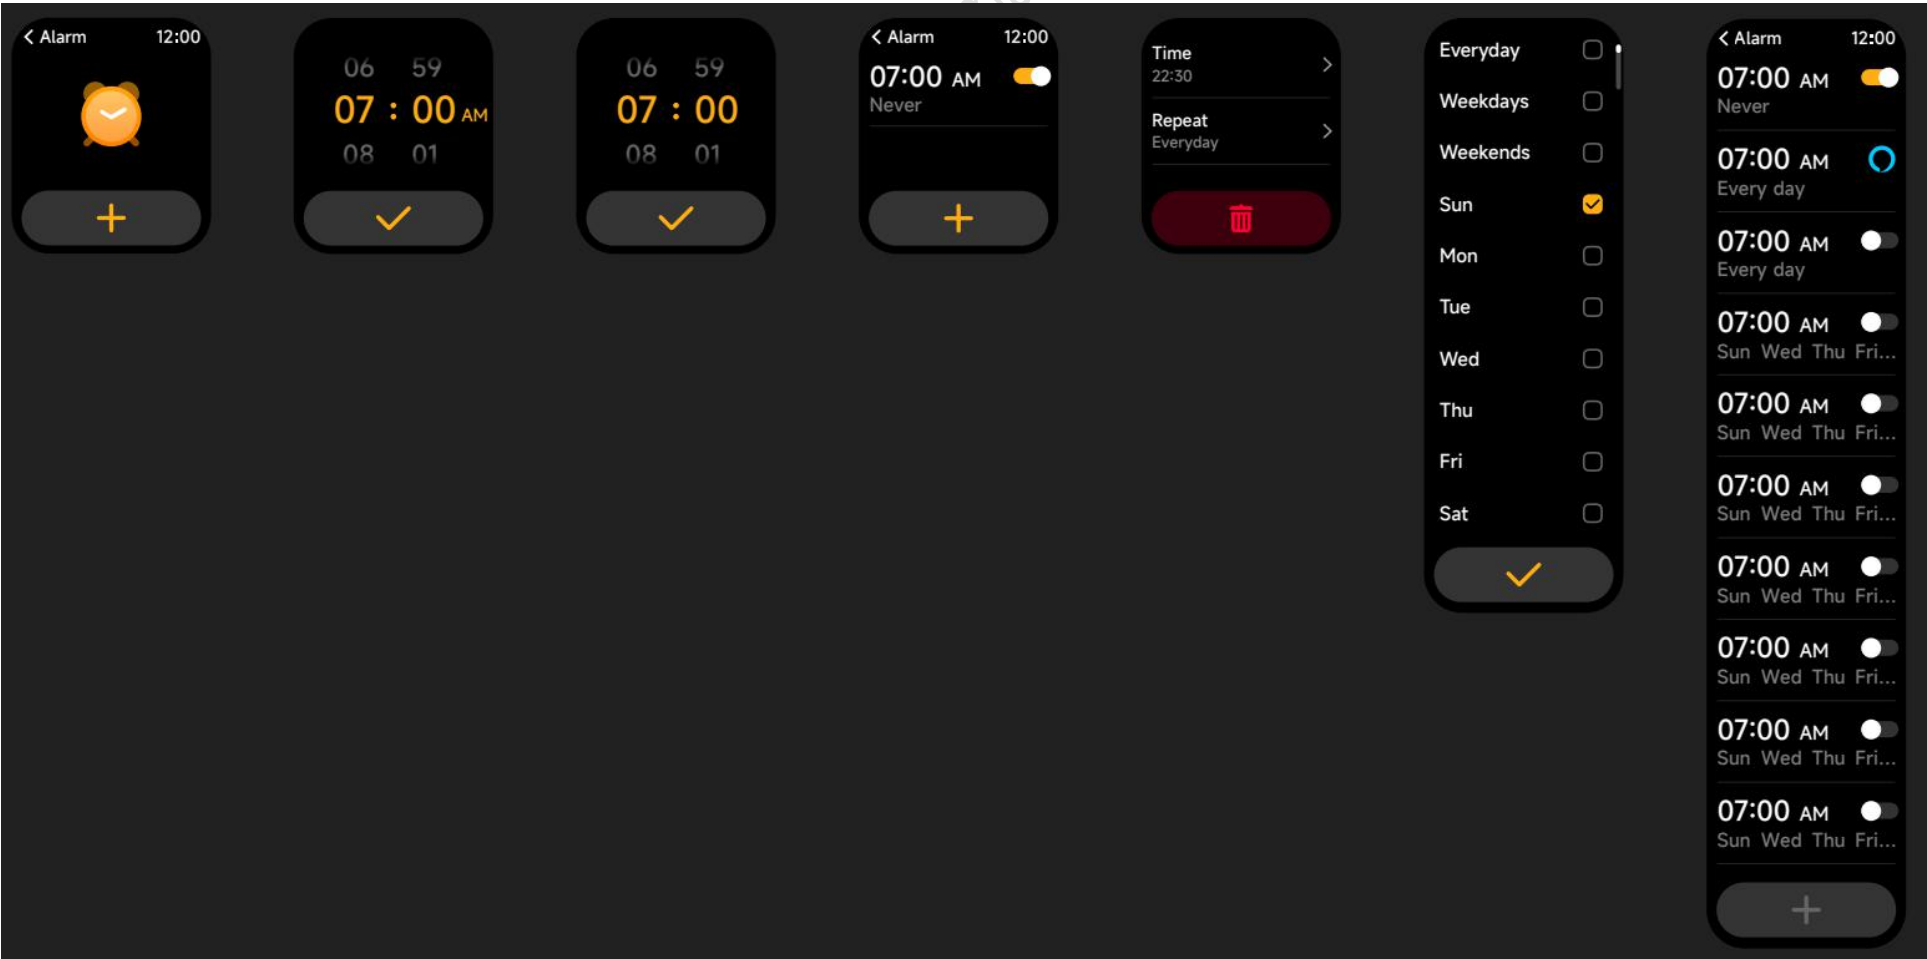 Alarm 12:00
06 59
07 : 00 AM
08 01
06 59
07 : 00
08 01
Alarm 12:00
07:00 AM
Never
Time
22:30
Repeat
Everyday
Everyday
Weekdays
Weekends
Sun
Mon
Tue
Wed
Thu
Fri
Sat
Alarm 12:00
07:00 AM
Never
07:00 AM
Every day
07:00 AM
Every day
07:00 AM
Sun Wed Thu Fri...
07:00 AM
Sun Wed Thu Fri...
07:00 AM
Sun Wed Thu Fri...
07:00 AM
Sun Wed Thu Fri...
07:00 AM
Sun Wed Thu Fri...
07:00 AM
Sun Wed Thu Fri...
07:00 AM
Sun Wed Thu Fri...